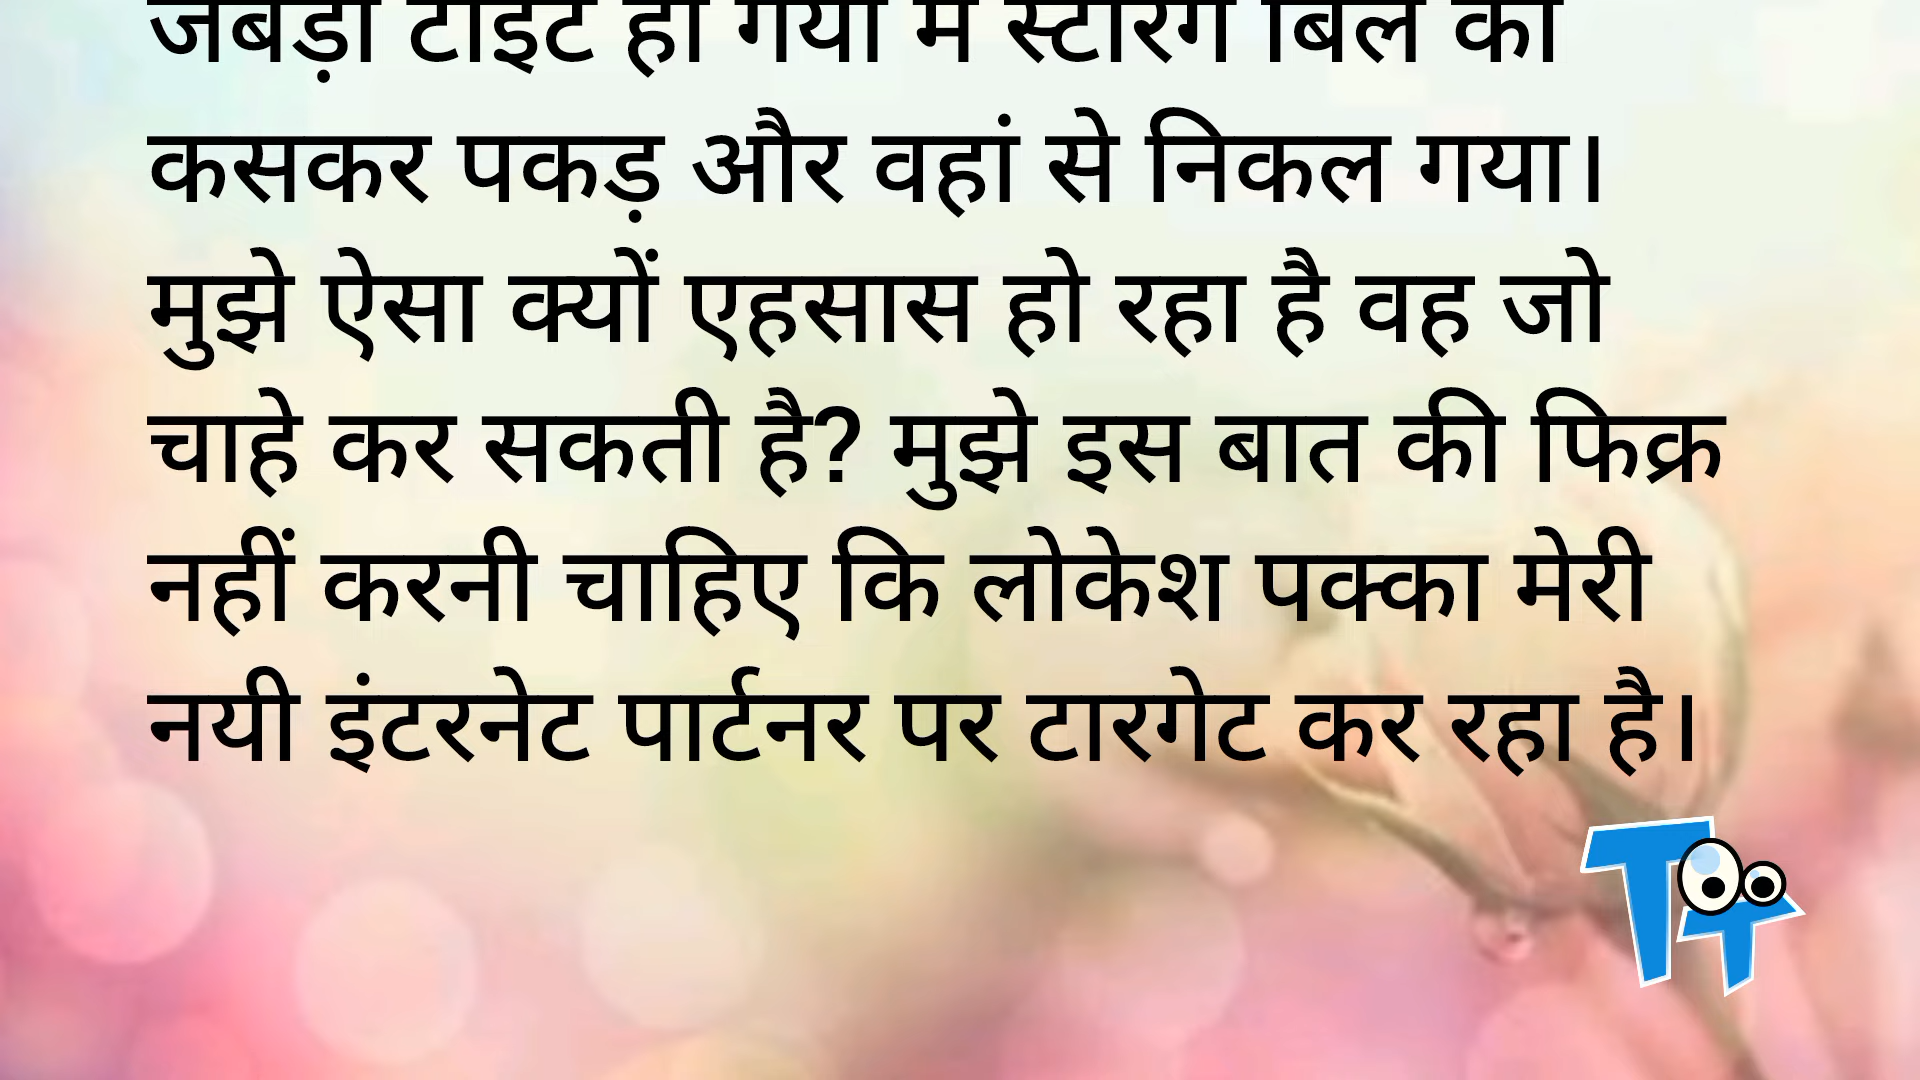 कसकर पकड़ और वहां से निकल गया।
मुझे ऐसा क्यों एहसास हो रहा है वह जो
चाहे कर सकती है? मुझे इस बात की फिक्र
नहीं करनी चाहिए कि लोकेश पक्का मेरी
नयी इंटरनेट पार्टनर पर टारगेट कर रहा है।